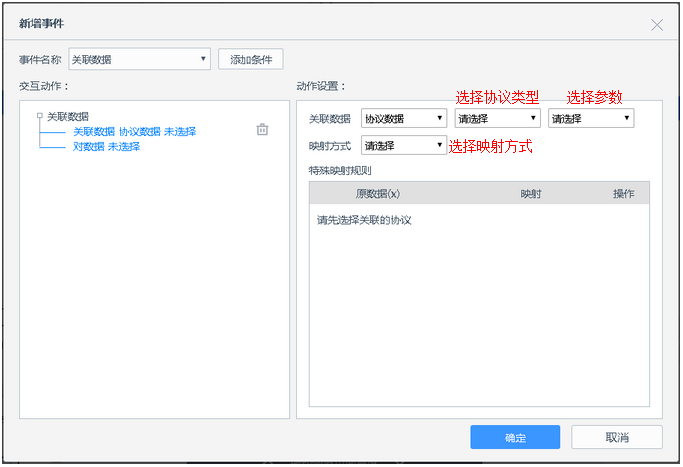 新增事件
事件名称 关联数据 添加条件
交互动作： 动作设置：
关联数据
关联数据 协议数据 未选择
对数据 未选择
选择协议类型 选择参数
关联数据 协议数据 请选择 请选择
映射方式 请选择 选择映射方式
特殊映射规则
原数据(x) 映射 操作
请先选择关联的协议
确定 取消